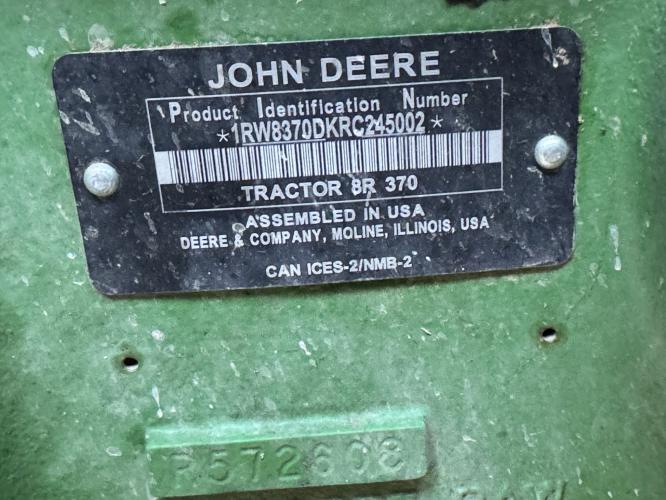 JOHN DEERE
Product Identification Number
*1RW8370DKRC245002*
TRACTOR 8R 370
ASSEMBLED IN USA
DEERE & COMPANY, MOLINE, ILLINOIS, USA
CAN ICES-2/NMB-2
R572608